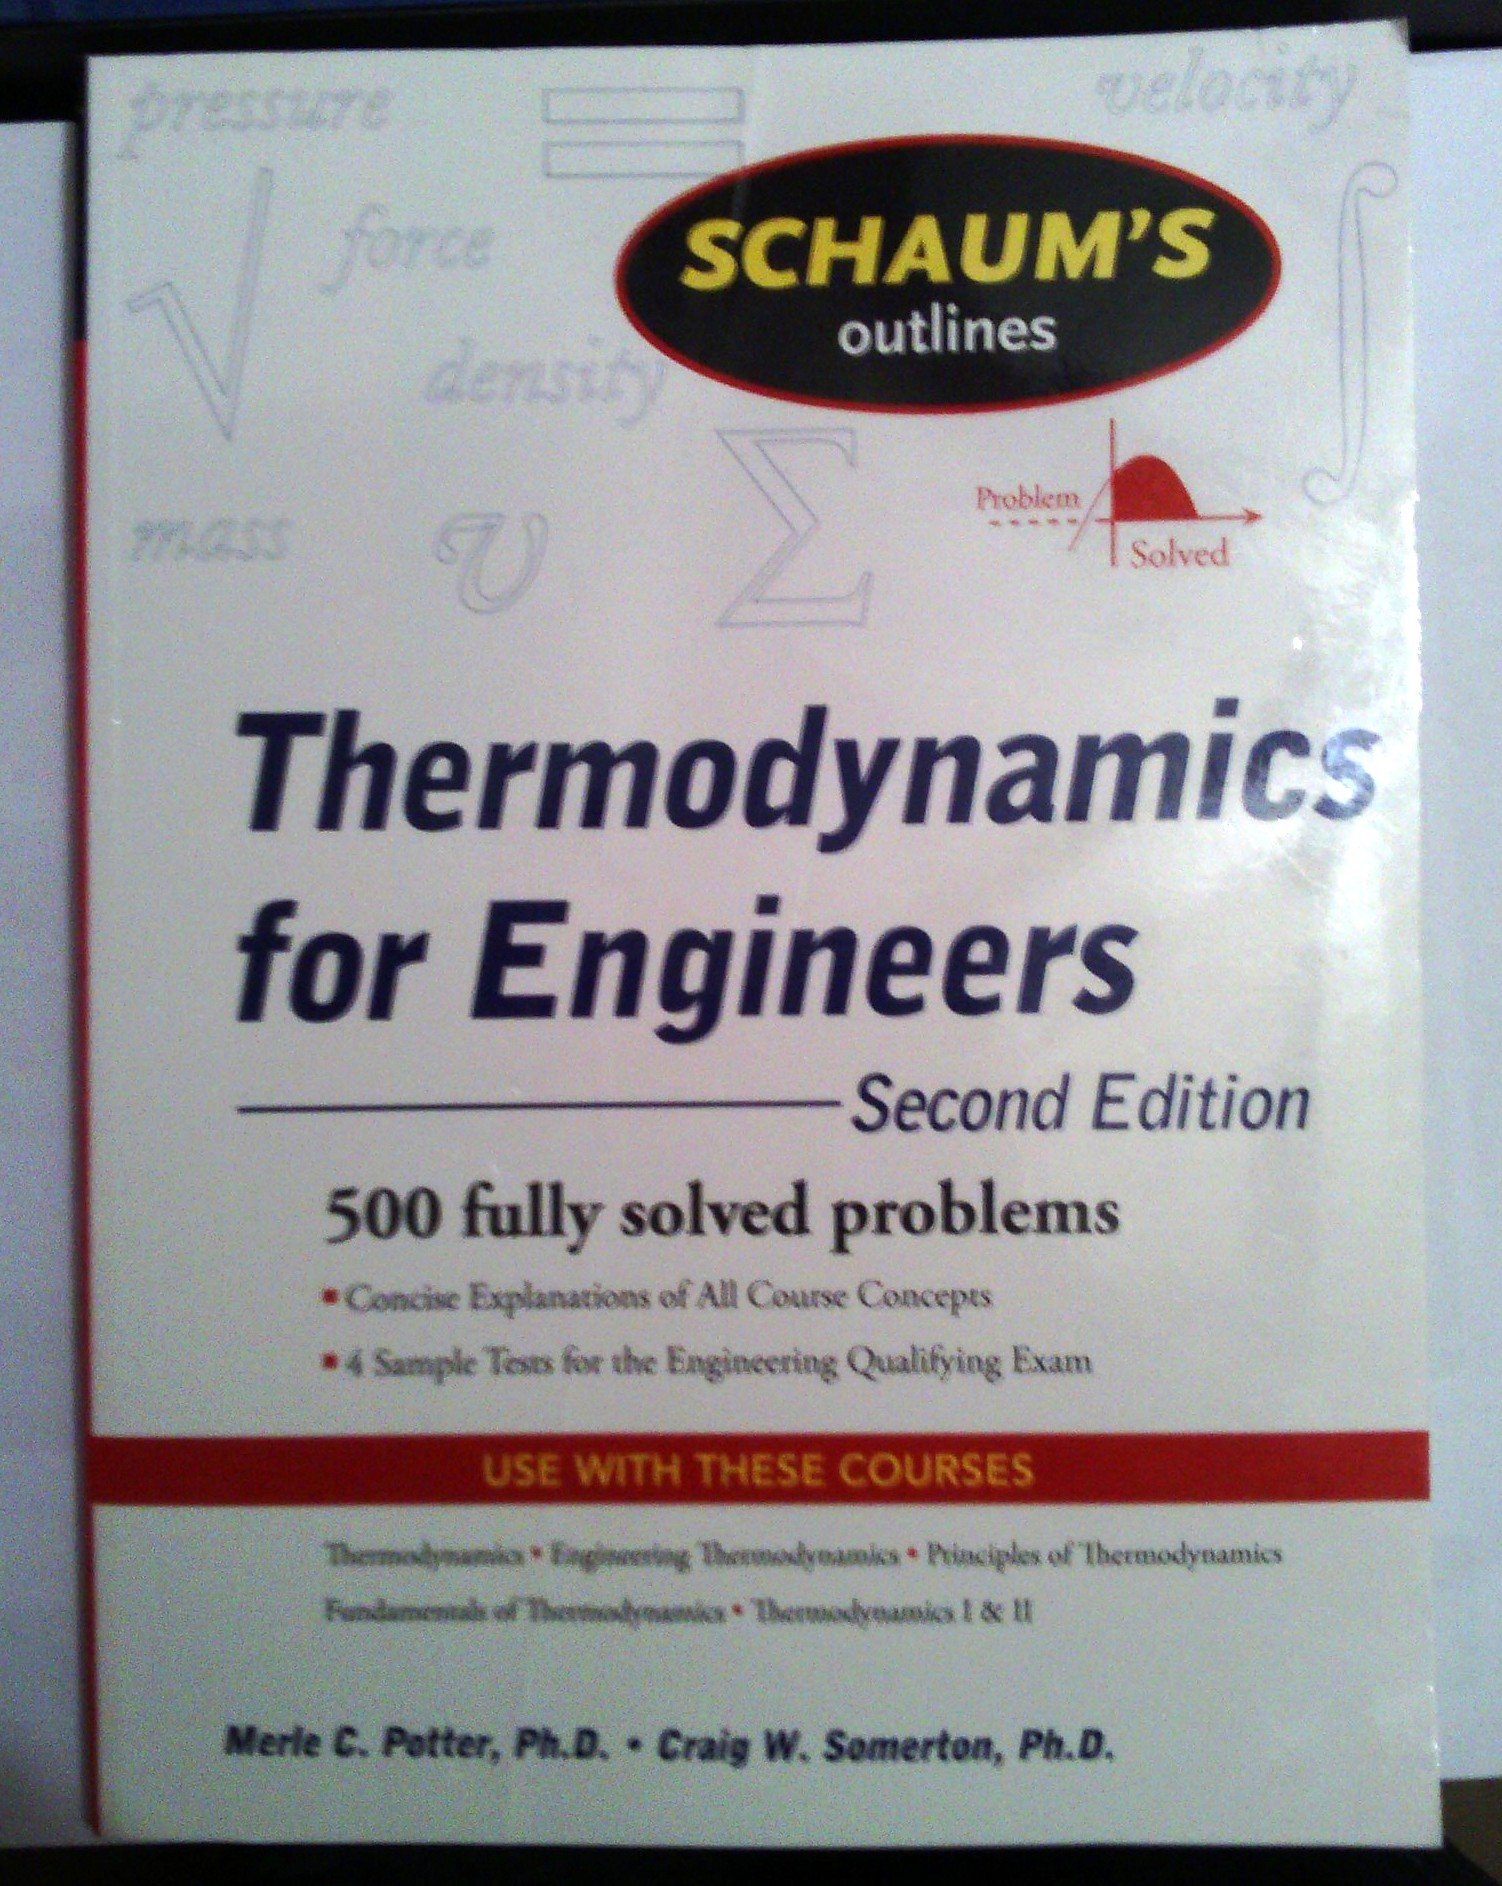 pressure
velocity
force
density
SCHAUM'S
outlines
mass
v
Σ
Problem
Solved
Thermodynamics
for Engineers
Second Edition
500 fully solved problems
▪ Concise Explanations of All Course Concepts
▪ 4 Sample Tests for the Engineering Qualifying Exam
USE WITH THESE COURSES
Thermodynamics • Engineering Thermodynamics • Principles of Thermodynamics
Fundamentals of Thermodynamics • Thermodynamics I & II
Merle C. Potter, Ph.D. • Craig W. Somerton, Ph.D.